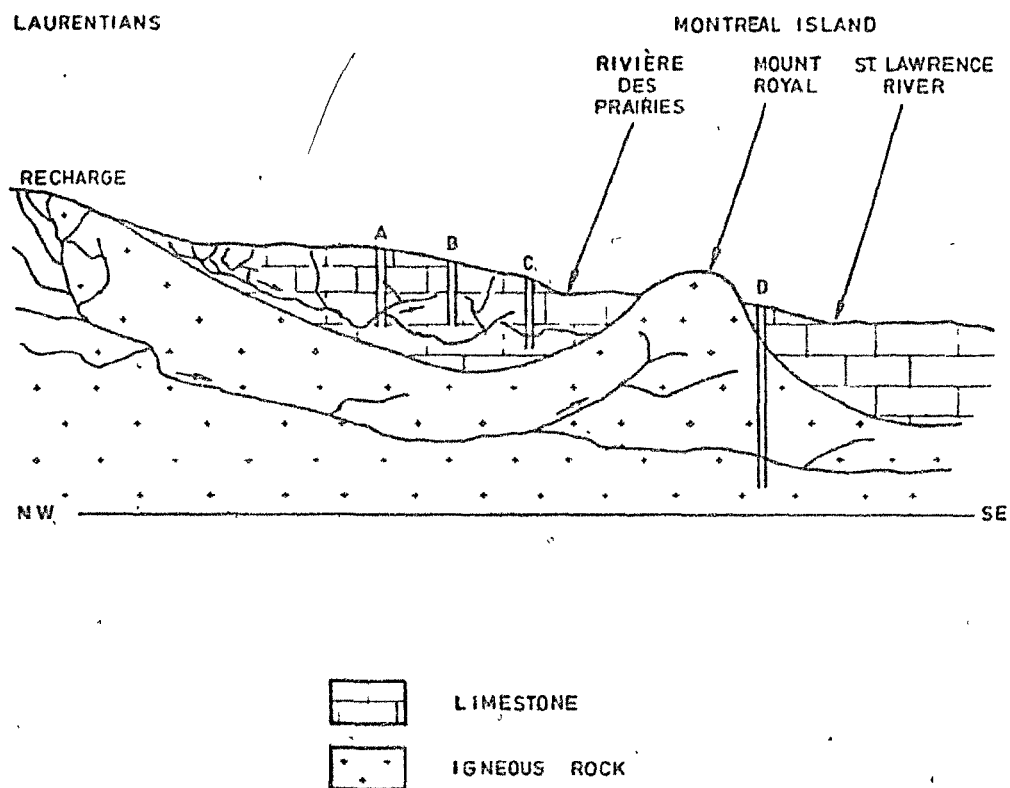 LAURENTIANS
MONTREAL ISLAND
RIVIÈRE
DES
PRAIRIES
MOUNT
ROYAL
ST. LAWRENCE
RIVER
RECHARGE
A
B
C
D
NW
SE
LIMESTONE
IGNEOUS ROCK